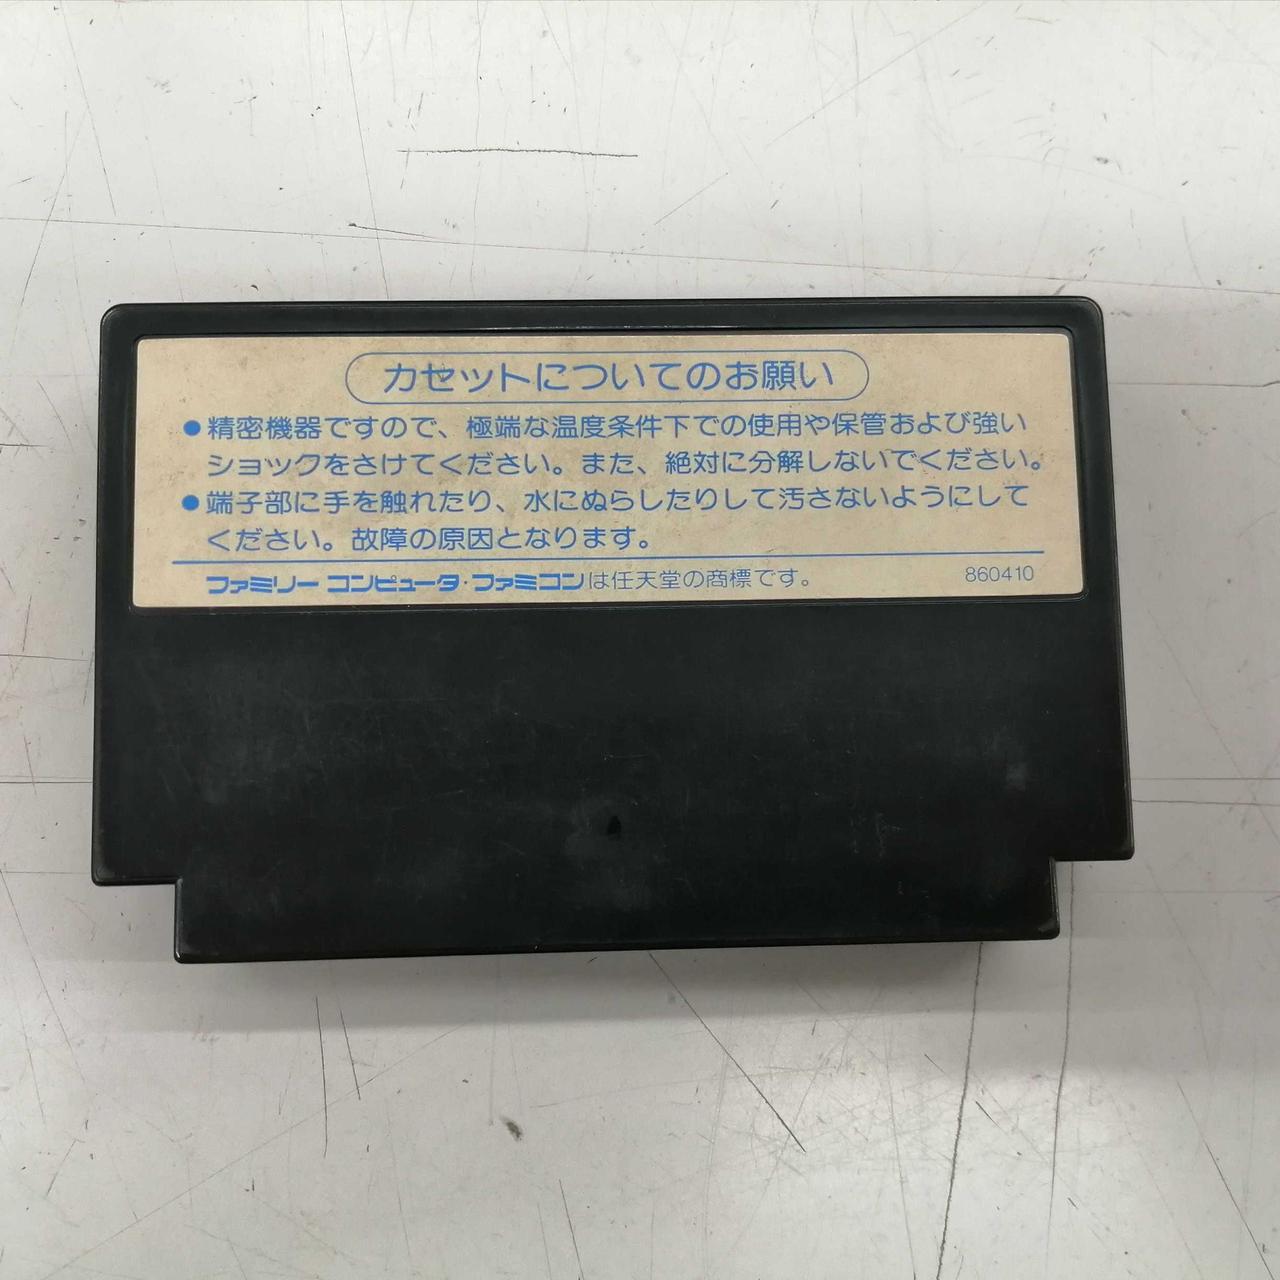 カセットについてのお願い
●精密機器ですので、極端な温度条件下での使用や保管および強い
ショックをさけてください。また、絶対に分解しないでください。
●端子部に手を触れたり、水にぬらしたりして汚さないようにして
ください。故障の原因となります。
ファミリー コンピュータ・ファミコンは任天堂の商標です。 860410